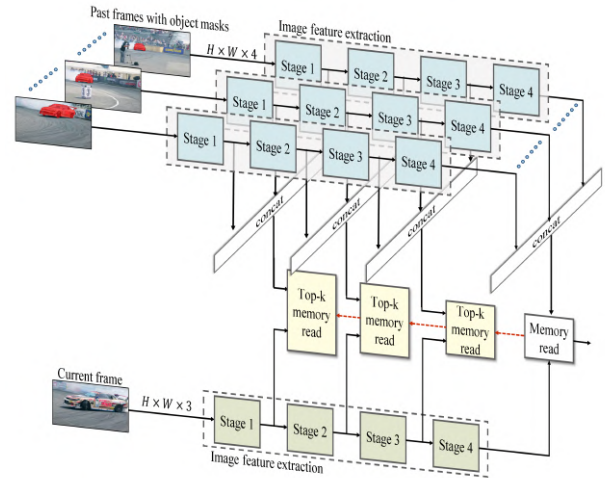 Past frames with object masks
Image feature extraction
H × W × 4
Stage 1
Stage 2
Stage 3
Stage 4
Stage 1
Stage 2
Stage 3
Stage 4
Stage 1
Stage 2
Stage 3
Stage 4
concat
concat
concat
concat
Top-k
memory
read
Top-k
memory
read
Top-k
memory
read
Memory
read
Current frame
H × W × 3
Stage 1
Stage 2
Stage 3
Stage 4
Image feature extraction